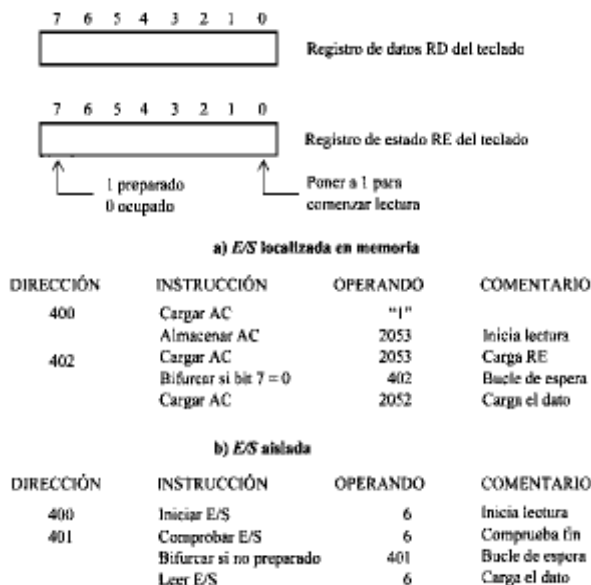 7 6 5 4 3 2 1 0
Registro de datos RD del teclado
7 6 5 4 3 2 1 0
Registro de estado RE del teclado
1 preparado
0 ocupado
Poner a 1 para
comenzar lectura
a) E/S localizada en memoria
DIRECCIÓN INSTRUCCIÓN OPERANDO COMENTARIO
400 Cargar AC "1"
Almacenar AC 2053 Inicia lectura
402 Cargar AC 2053 Carga RE
Bifurcar si bit 7 = 0 402 Bucle de espera
Cargar AC 2052 Carga el dato
b) E/S aislada
DIRECCIÓN INSTRUCCIÓN OPERANDO COMENTARIO
400 Iniciar E/S 6 Inicia lectura
401 Comprobar E/S 6 Comprueba fin
Bifurcar si no preparado 401 Bucle de espera
Leer E/S 6 Carga el dato